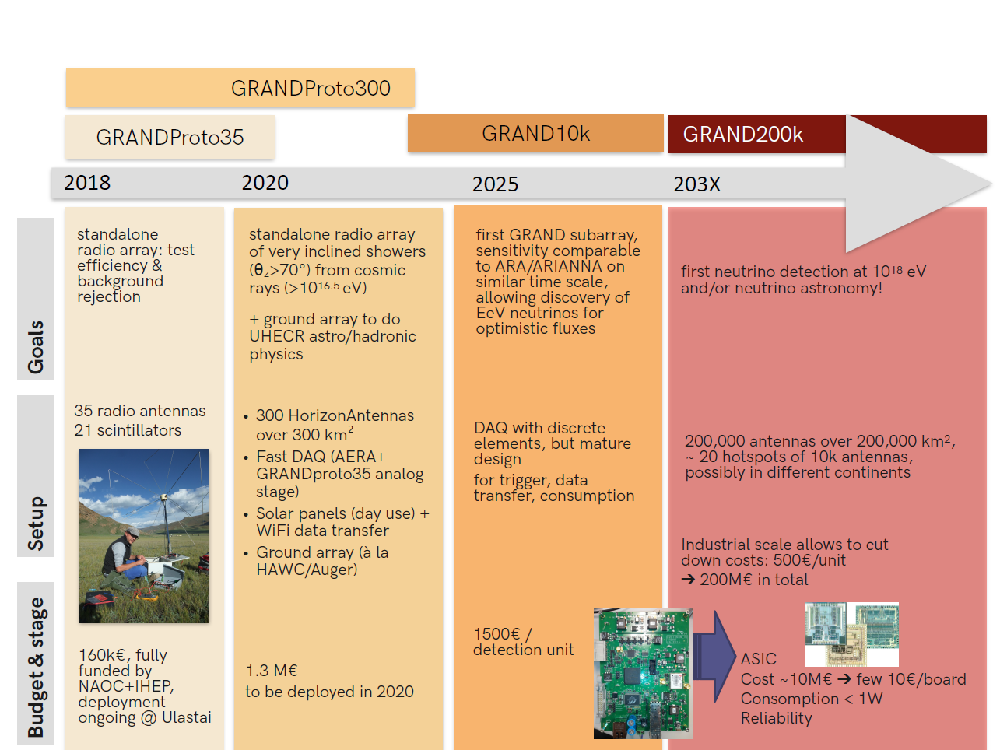 GRANDProto300
GRANDProto35
GRAND10k
GRAND200k
2018
2020
2025
203X
Goals
standalone
radio array: test
efficiency &
background
rejection
standalone radio array
of very inclined showers
(θz>70°) from cosmic
rays (>10^16.5 eV)
+ ground array to do
UHECR astro/hadronic
physics
first GRAND subarray,
sensitivity comparable
to ARA/ARIANNA on
similar time scale,
allowing discovery of
EeV neutrinos for
optimistic fluxes
first neutrino detection at 10^18 eV
and/or neutrino astronomy!
Setup
35 radio antennas
21 scintillators
• 300 HorizonAntennas
over 300 km²
• Fast DAQ (AERA+
GRANDproto35 analog
stage)
• Solar panels (day use) +
WiFi data transfer
• Ground array (à la
HAWC/Auger)
DAQ with discrete
elements, but mature
design
for trigger, data
transfer, consumption
200,000 antennas over 200,000 km²,
~ 20 hotspots of 10k antennas,
possibly in different continents
Industrial scale allows to cut
down costs: 500€/unit
➔ 200M€ in total
Budget & stage
160k€, fully
funded by
NAOC+IHEP,
deployment
ongoing @ Ulastai
1.3 M€
to be deployed in 2020
1500€ /
detection unit
ASIC
Cost ~10M€ ➔ few 10€/board
Consomption < 1W
Reliability